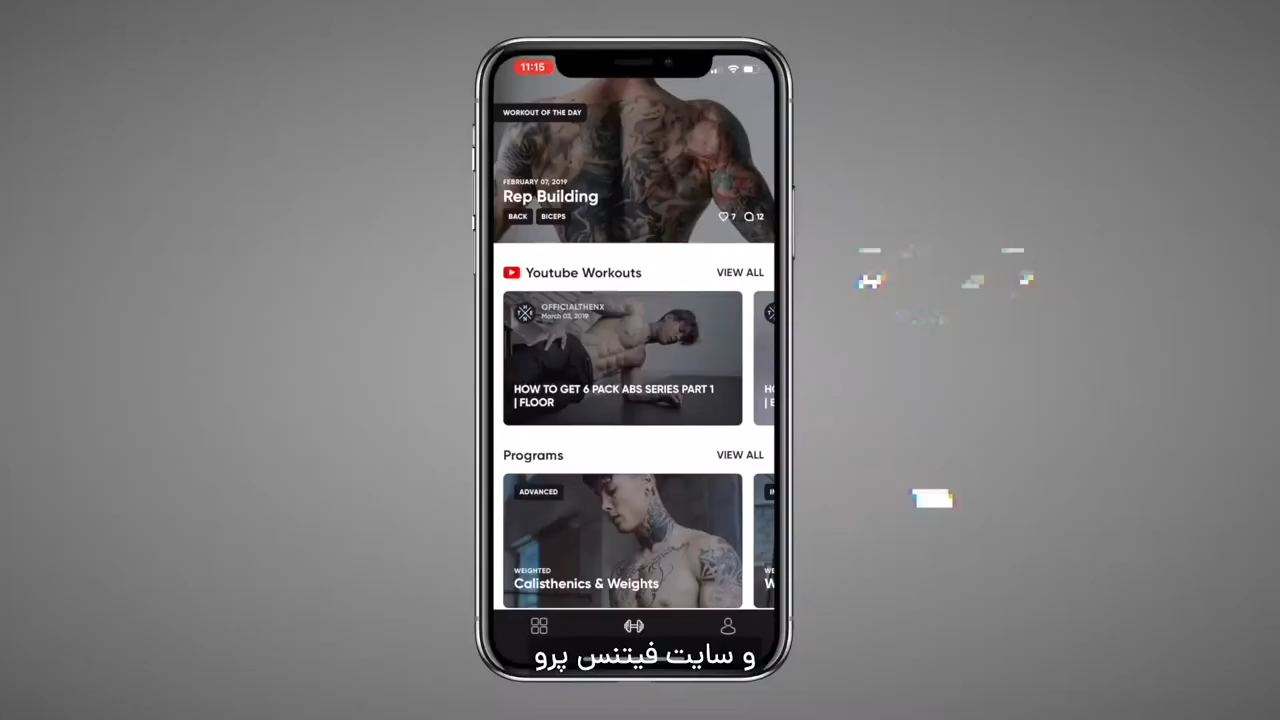 11:15
WORKOUT OF THE DAY
FEBRUARY 07, 2019
Rep Building
BACK BICEPS
7 12
Youtube Workouts VIEW ALL
OFFICIALTHENX
March 03, 2019
HOW TO GET 6 PACK ABS SERIES PART 1
| FLOOR
Programs VIEW ALL
ADVANCED
WEIGHTED
Calisthenics & Weights
و سایت فیتنس پرو